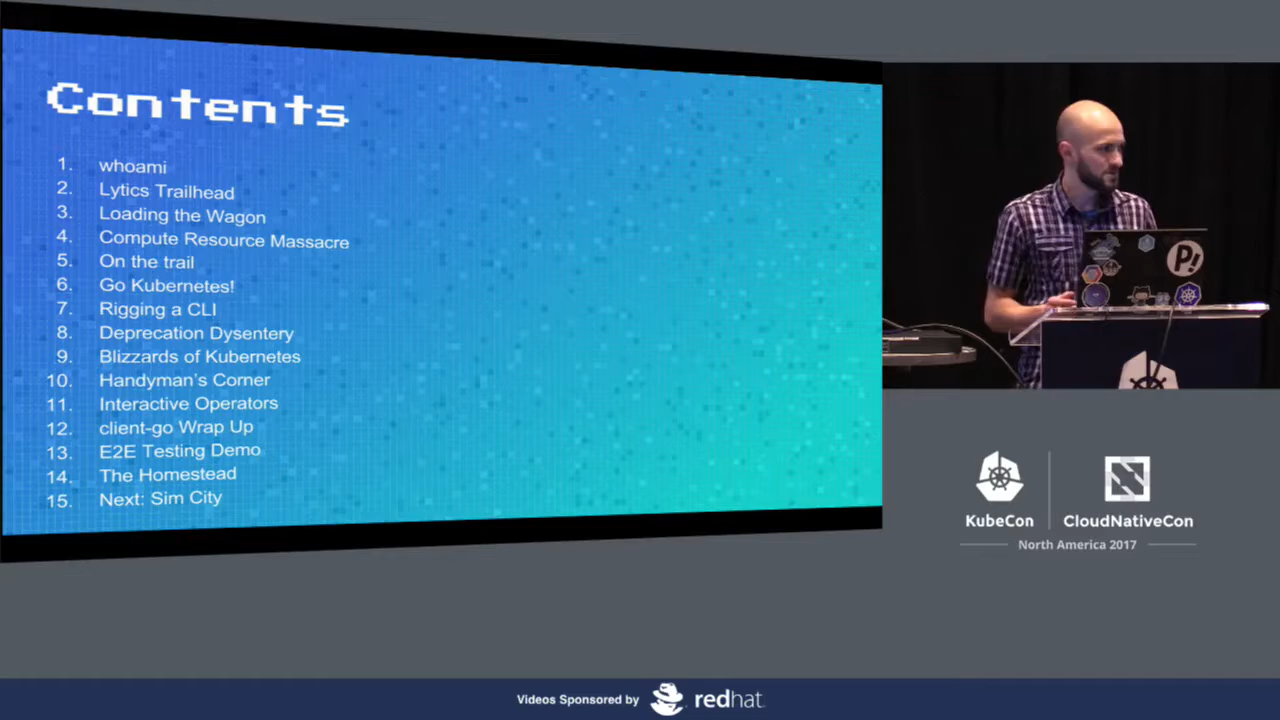 Contents
1. whoami
2. Lytics Trailhead
3. Loading the Wagon
4. Compute Resource Massacre
5. On the trail
6. Go Kubernetes!
7. Rigging a CLI
8. Deprecation Dysentery
9. Blizzards of Kubernetes
10. Handyman's Corner
11. Interactive Operators
12. client-go Wrap Up
13. E2E Testing Demo
14. The Homestead
15. Next: Sim City
P!
KubeCon
CloudNativeCon
North America 2017
Videos Sponsored by
redhat.